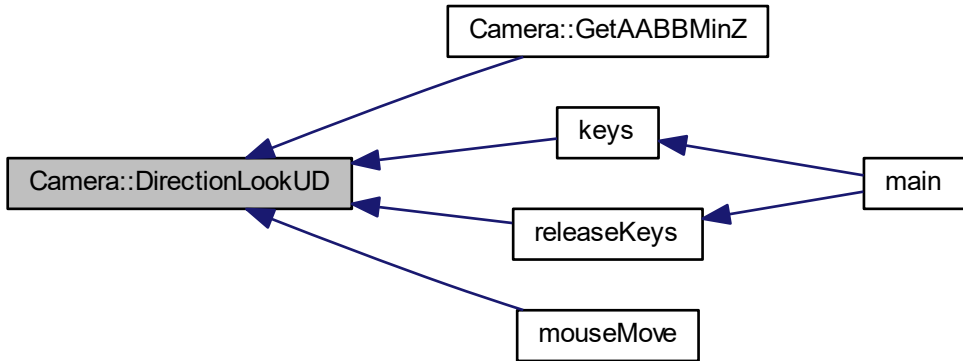 Camera::GetAABBMinZ
keys
Camera::DirectionLookUD
main
releaseKeys
mouseMove